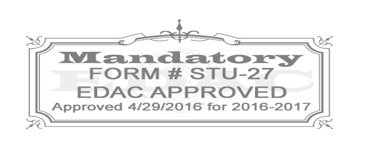 Mandatory
FORM # STU-27
EDAC APPROVED
Approved 4/29/2016 for 2016-2017